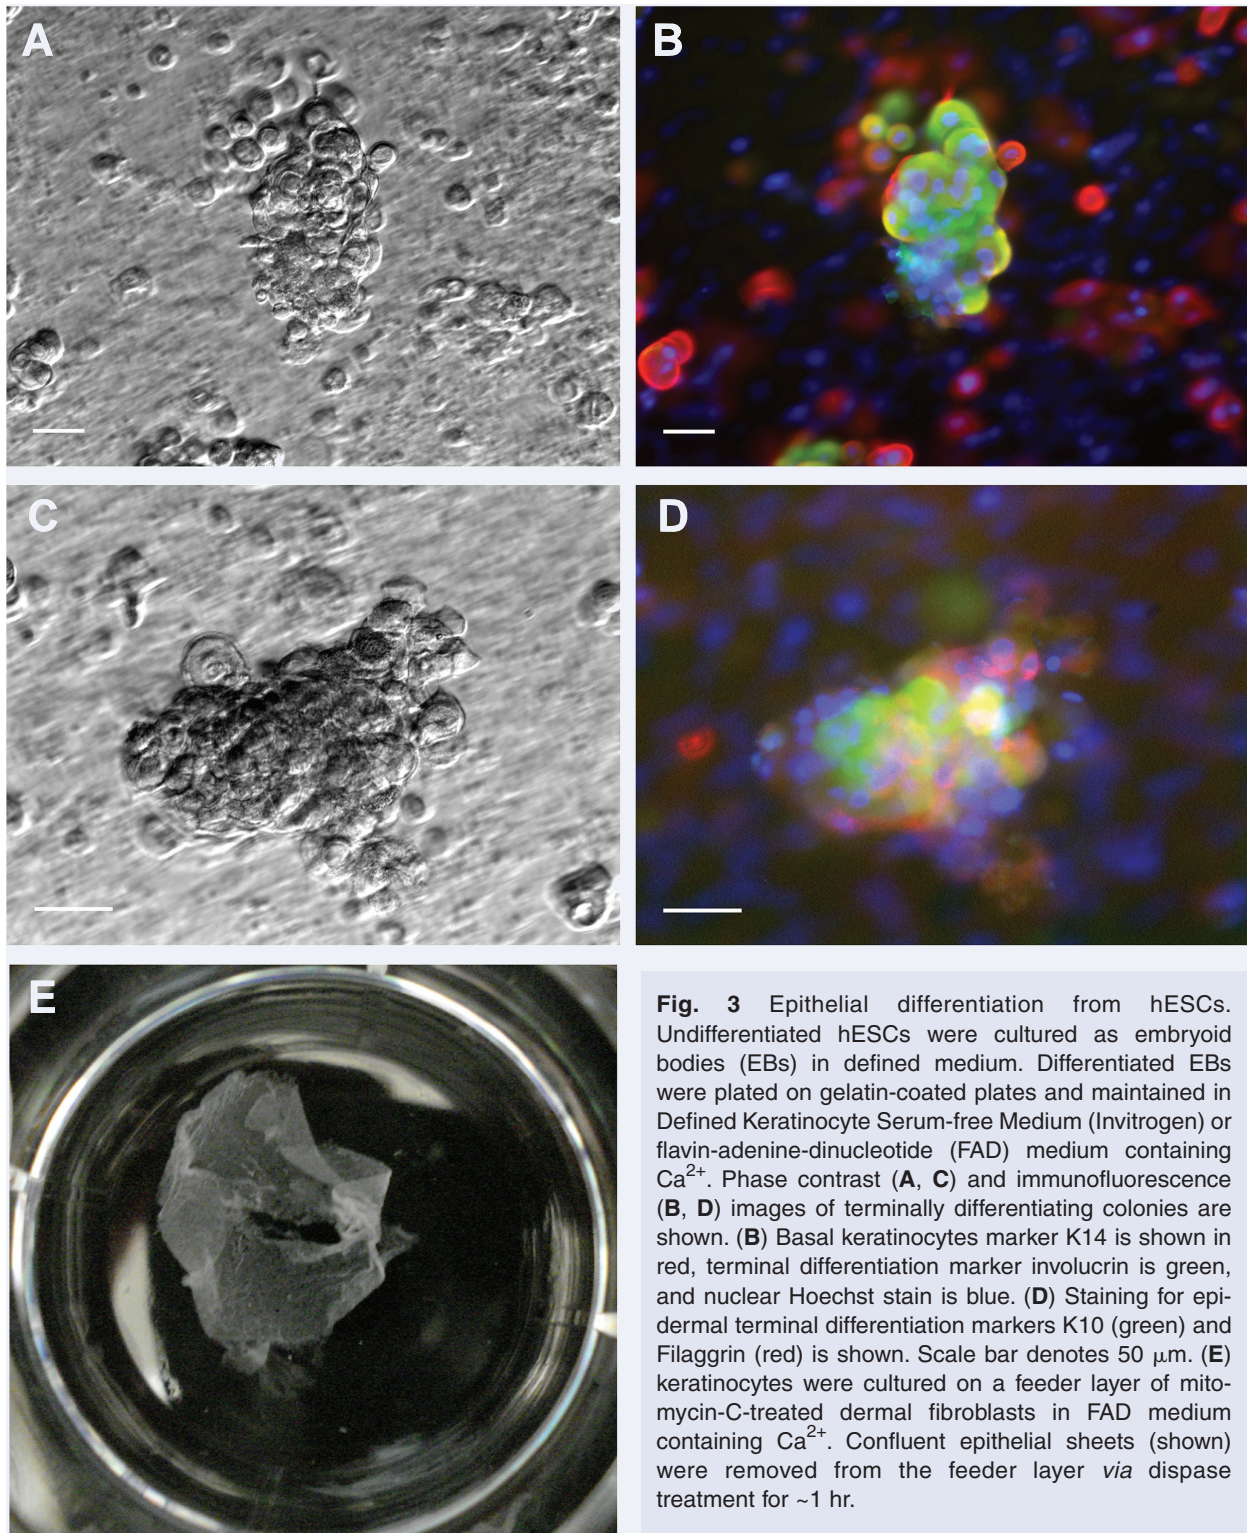 A
B
C
D
E
Fig. 3 Epithelial differentiation from hESCs.
Undifferentiated hESCs were cultured as embryoid
bodies (EBs) in defined medium. Differentiated EBs
were plated on gelatin-coated plates and maintained in
Defined Keratinocyte Serum-free Medium (Invitrogen) or
flavin-adenine-dinucleotide (FAD) medium containing
Ca2+. Phase contrast (A, C) and immunofluorescence
(B, D) images of terminally differentiating colonies are
shown. (B) Basal keratinocytes marker K14 is shown in
red, terminal differentiation marker involucrin is green,
and nuclear Hoechst stain is blue. (D) Staining for epi-
dermal terminal differentiation markers K10 (green) and
Filaggrin (red) is shown. Scale bar denotes 50 μm. (E)
keratinocytes were cultured on a feeder layer of mito-
mycin-C-treated dermal fibroblasts in FAD medium
containing Ca2+. Confluent epithelial sheets (shown)
were removed from the feeder layer via dispase
treatment for ~1 hr.